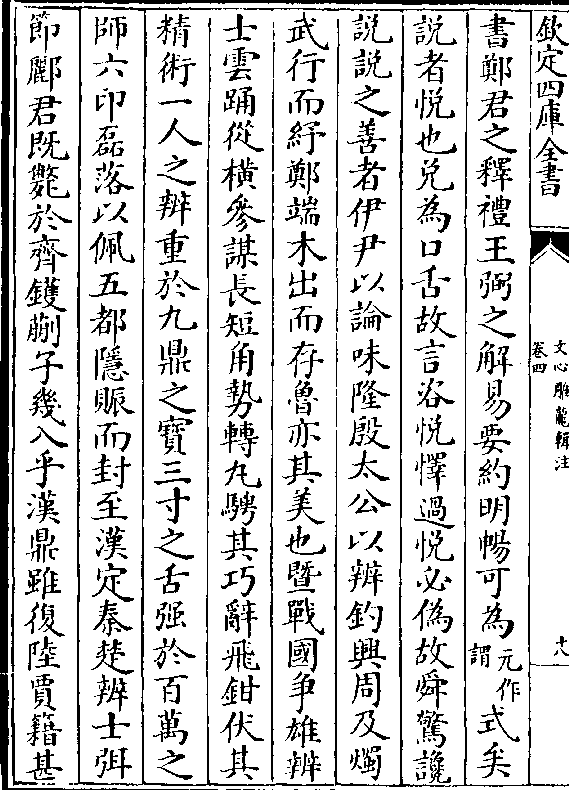 欽定四庫全書
文心雕龍輯注
卷四
十八
書鄭君之釋禮王弼之解易要約明暢可為元作謂式矣
說者悅也兌為口舌故言咨悅懌過悅必偽故舜驚讒
說說之善者伊尹以論味隆殷太公以辨釣興周及燭
武行而紓鄭端木出而存魯亦其美也暨戰國爭雄辨
士雲踊從橫參謀長短角勢轉丸騁其巧辭飛鉗伏其
精術一人之辨重於九鼎之寶三寸之舌强於百萬之
師六印磊落以佩五都隱賑而封至漢定秦楚辨士弭
節酈君既斃於齊鑊蒯子幾入乎漢鼎雖復陸賈籍甚